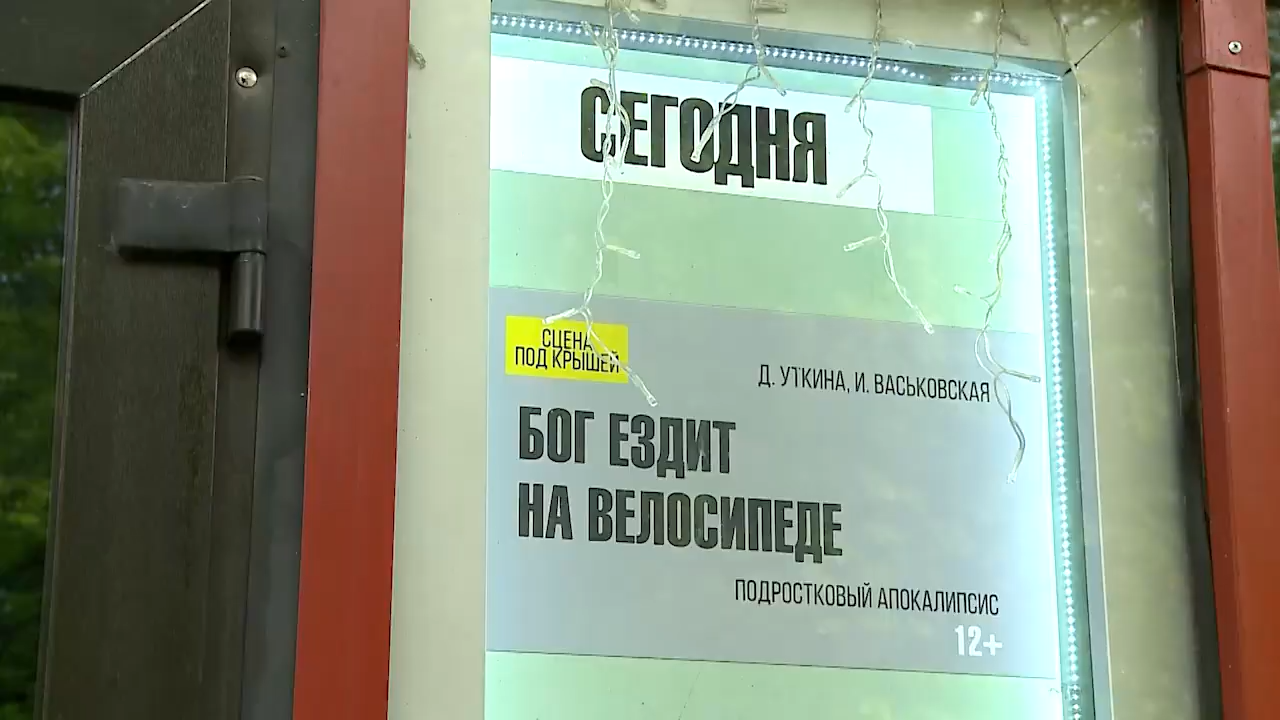 СЕГОДНЯ
СЦЕНА
ПОД КРЫШЕЙ
Д. УТКИНА, И. ВАСЬКОВСКАЯ
БОГ ЕЗДИТ
НА ВЕЛОСИПЕДЕ
ПОДРОСТКОВЫЙ АПОКАЛИПСИС
12+